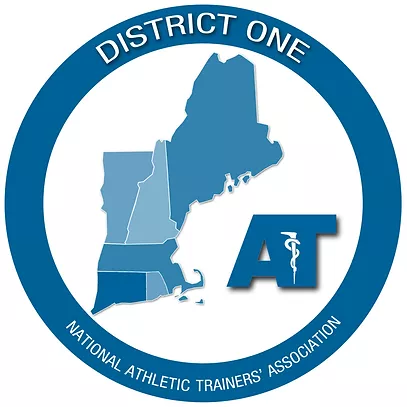 DISTRICT ONE
AT
NATIONAL ATHLETIC TRAINERS' ASSOCIATION